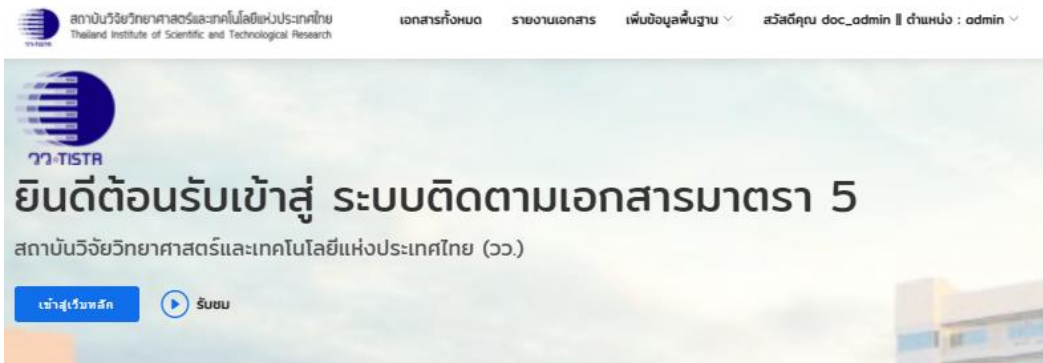 สถาบันวิจัยวิทยาศาสตร์และเทคโนโลยีแห่งประเทศไทย
Thailand Institute of Scientific and Technological Research
วว•TISTR
เอกสารทั้งหมด
รายงานเอกสาร
เพิ่มข้อมูลพื้นฐาน
สวัสดีคุณ doc_admin || ตำแหน่ง : admin
วว•TISTR
ยินดีต้อนรับเข้าสู่ ระบบติดตามเอกสารมาตรา 5
สถาบันวิจัยวิทยาศาสตร์และเทคโนโลยีแห่งประเทศไทย (วว.)
เข้าสู่เว็บหลัก
รับชม